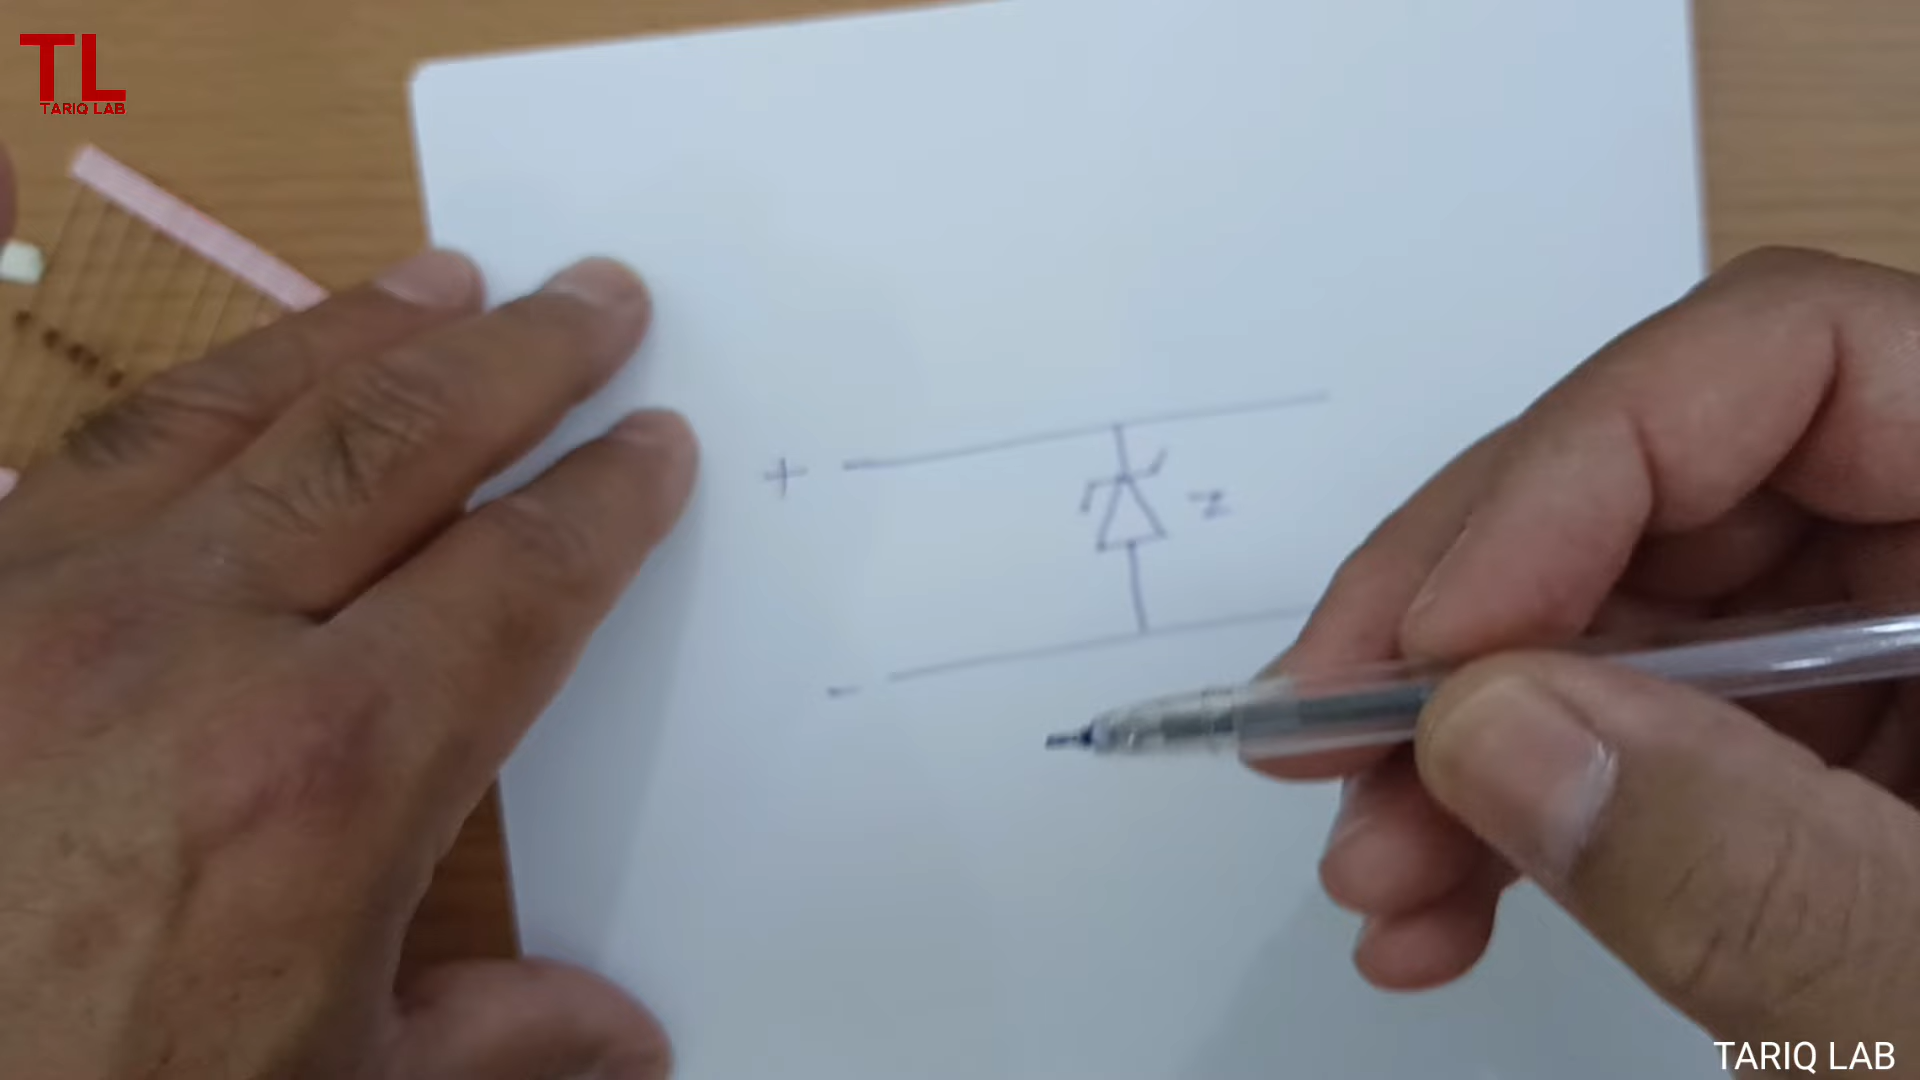 TL
TARIQ LAB
+
Z
-
TARIQ LAB